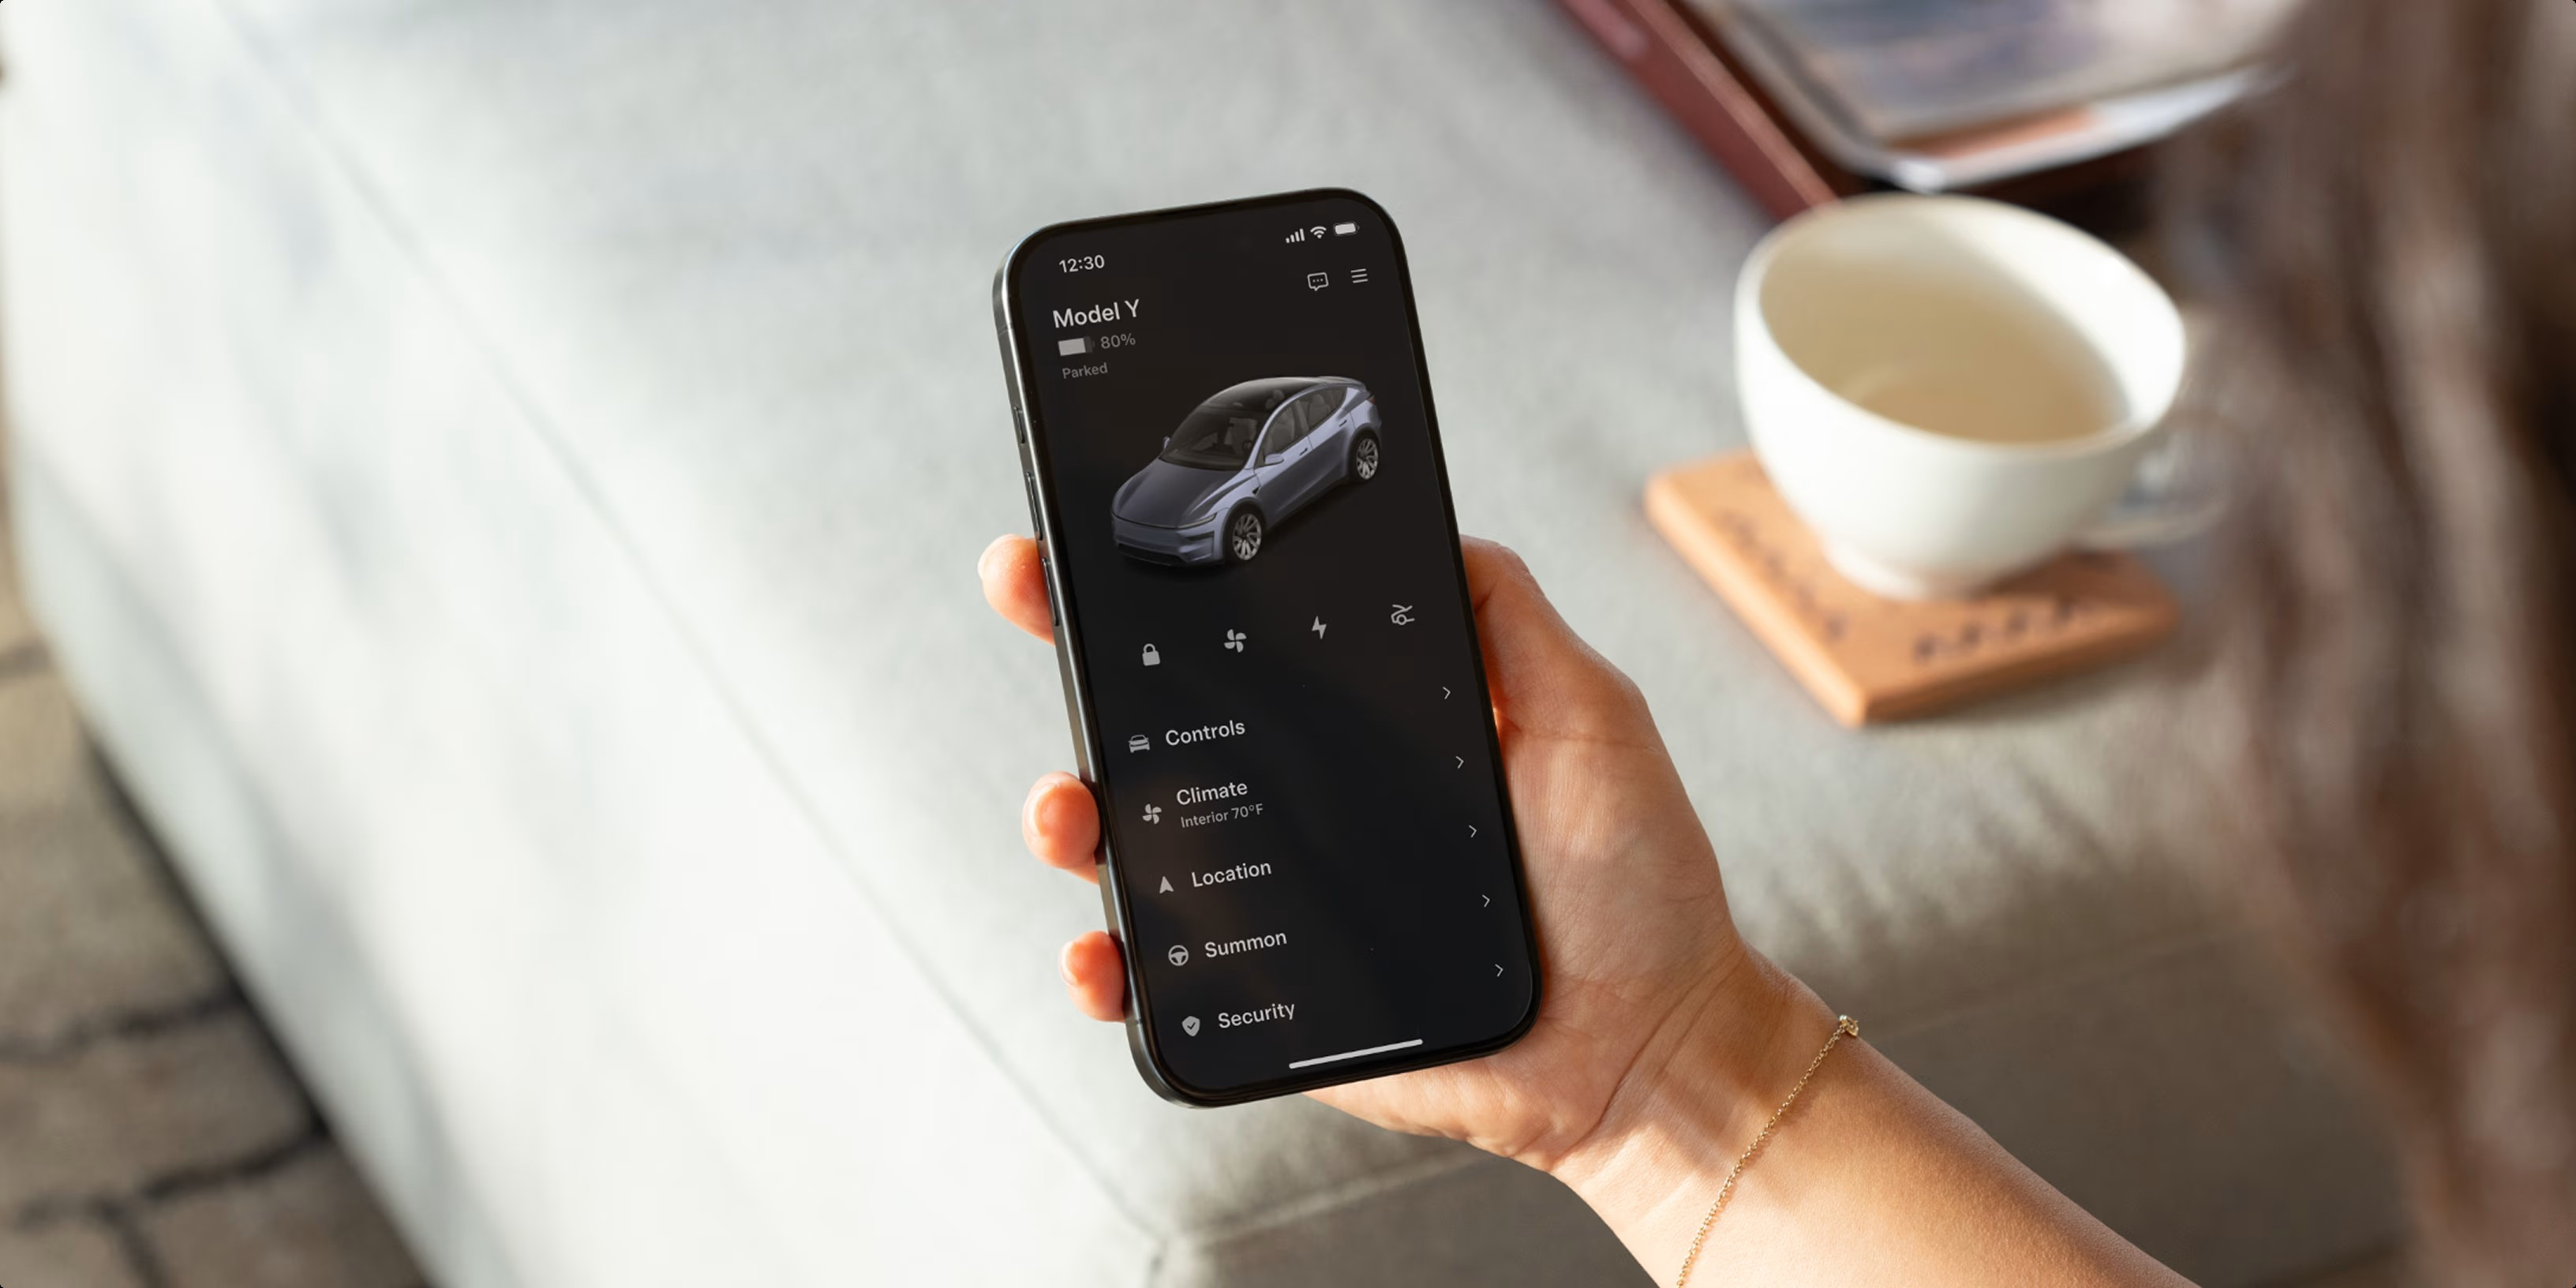 12:30
Model Y
80%
Parked
Controls
Climate
Interior 70°F
Location
Summon
Security